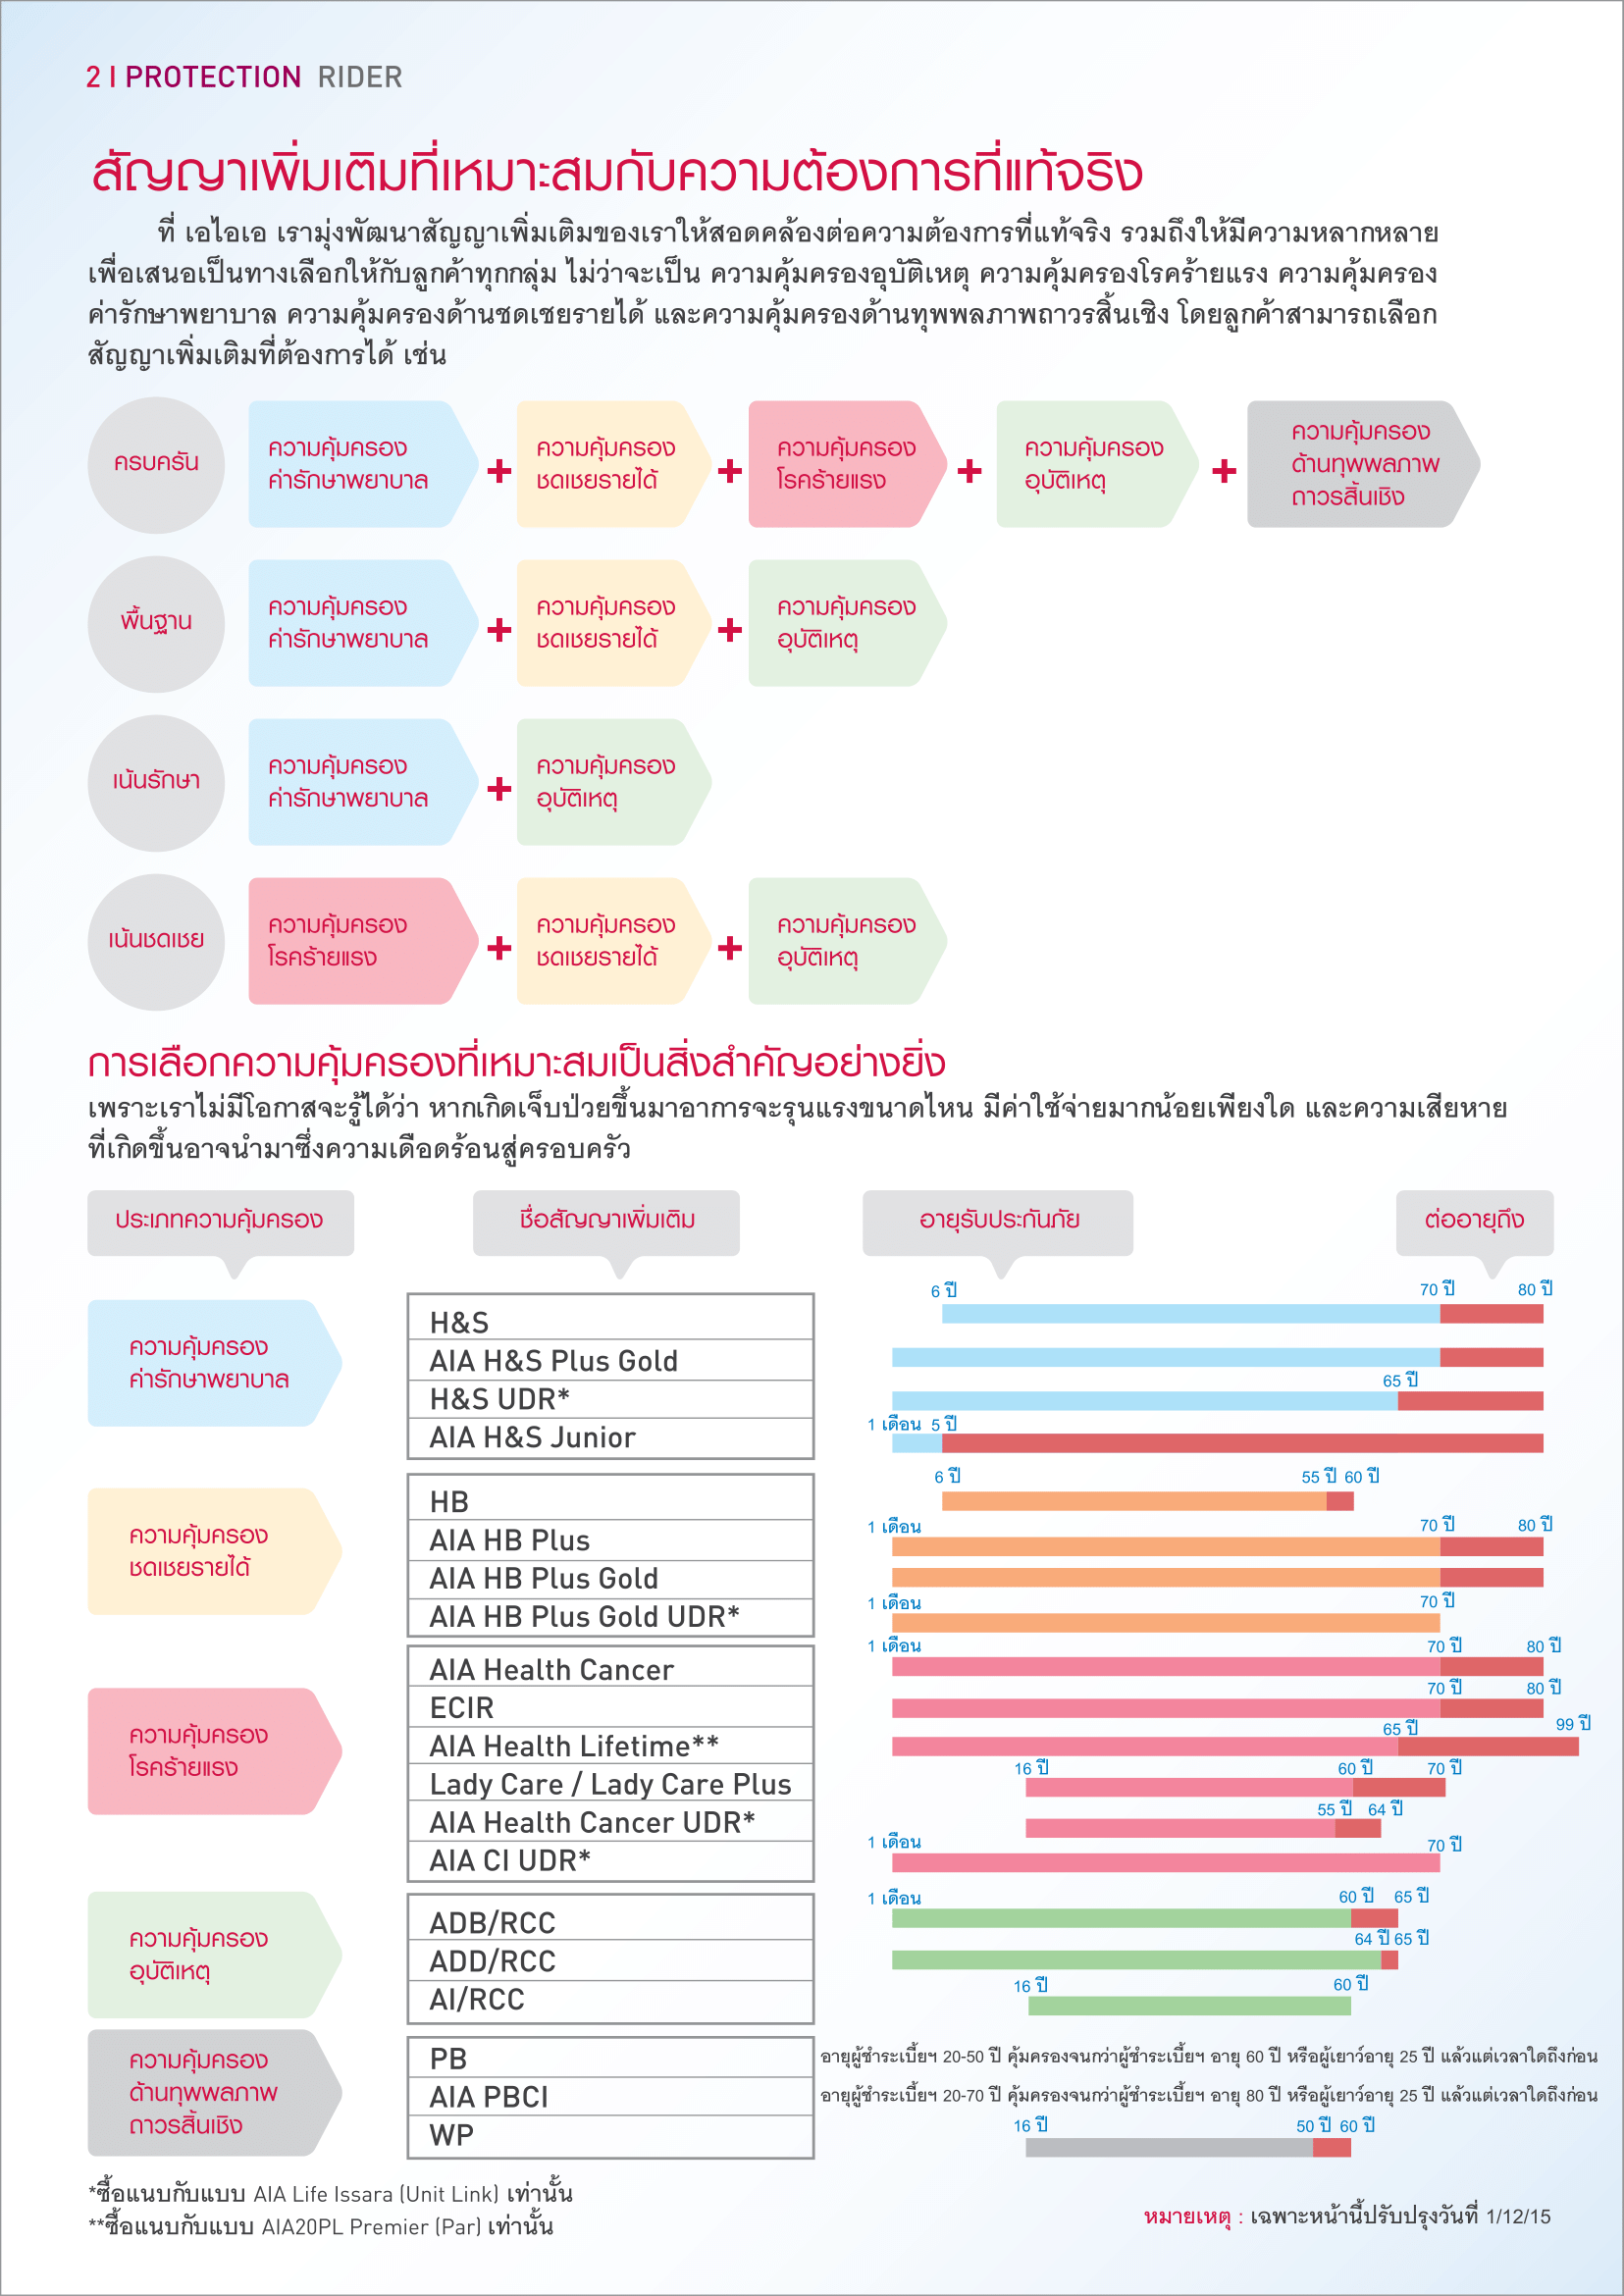 2 | PROTECTION RIDER
สัญญาเพิ่มเติมที่เหมาะสมกับความต้องการที่แท้จริง
ที่ เอไอเอ เรามุ่งพัฒนาสัญญาเพิ่มเติมของเราให้สอดคล้องต่อความต้องการที่แท้จริง รวมถึงให้มีความหลากหลาย
เพื่อเสนอเป็นทางเลือกให้กับลูกค้าทุกกลุ่ม ไม่ว่าจะเป็น ความคุ้มครองอุบัติเหตุ ความคุ้มครองโรคร้ายแรง ความคุ้มครอง
ค่ารักษาพยาบาล ความคุ้มครองด้านชดเชยรายได้ และความคุ้มครองด้านทุพพลภาพถาวรสิ้นเชิง โดยลูกค้าสามารถเลือก
สัญญาเพิ่มเติมที่ต้องการได้ เช่น
ครบครัน
ความคุ้มครอง
ค่ารักษาพยาบาล
+
ความคุ้มครอง
ชดเชยรายได้
+
ความคุ้มครอง
โรคร้ายแรง
+
ความคุ้มครอง
อุบัติเหตุ
+
ความคุ้มครอง
ด้านทุพพลภาพ
ถาวรสิ้นเชิง
พื้นฐาน
ความคุ้มครอง
ค่ารักษาพยาบาล
+
ความคุ้มครอง
ชดเชยรายได้
+
ความคุ้มครอง
อุบัติเหตุ
เน้นรักษา
ความคุ้มครอง
ค่ารักษาพยาบาล
+
ความคุ้มครอง
อุบัติเหตุ
เน้นชดเชย
ความคุ้มครอง
โรคร้ายแรง
+
ความคุ้มครอง
ชดเชยรายได้
+
ความคุ้มครอง
อุบัติเหตุ
การเลือกความคุ้มครองที่เหมาะสมเป็นสิ่งสำคัญอย่างยิ่ง
เพราะเราไม่มีโอกาสจะรู้ได้ว่า หากเกิดเจ็บป่วยขึ้นมาอาการจะรุนแรงขนาดไหน มีค่าใช้จ่ายมากน้อยเพียงใด และความเสียหาย
ที่เกิดขึ้นอาจนำมาซึ่งความเดือดร้อนสู่ครอบครัว
ประเภทความคุ้มครอง ชื่อสัญญาเพิ่มเติม อายุรับประกันภัย ต่ออายุถึง
ความคุ้มครอง
ค่ารักษาพยาบาล
H&S
6 ปี 70 ปี 80 ปี
AIA H&S Plus Gold
H&S UDR*
65 ปี
AIA H&S Junior
1 เดือน 5 ปี
ความคุ้มครอง
ชดเชยรายได้
HB
6 ปี 55 ปี 60 ปี
AIA HB Plus
1 เดือน 70 ปี 80 ปี
AIA HB Plus Gold
AIA HB Plus Gold UDR*
1 เดือน 70 ปี
ความคุ้มครอง
โรคร้ายแรง
AIA Health Cancer
1 เดือน 70 ปี 80 ปี
ECIR
70 ปี 80 ปี
AIA Health Lifetime**
65 ปี 99 ปี
Lady Care / Lady Care Plus
16 ปี 60 ปี 70 ปี
AIA Health Cancer UDR*
55 ปี 64 ปี
AIA CI UDR*
1 เดือน 70 ปี
ความคุ้มครอง
อุบัติเหตุ
ADB/RCC
1 เดือน 60 ปี 65 ปี
ADD/RCC
64 ปี 65 ปี
AI/RCC
16 ปี 60 ปี
ความคุ้มครอง
ด้านทุพพลภาพ
ถาวรสิ้นเชิง
PB
อายุผู้ชำระเบี้ยฯ 20-50 ปี คุ้มครองจนกว่าผู้ชำระเบี้ยฯ อายุ 60 ปี หรือผู้เยาว์อายุ 25 ปี แล้วแต่เวลาใดถึงก่อน
AIA PBCI
อายุผู้ชำระเบี้ยฯ 20-70 ปี คุ้มครองจนกว่าผู้ชำระเบี้ยฯ อายุ 80 ปี หรือผู้เยาว์อายุ 25 ปี แล้วแต่เวลาใดถึงก่อน
WP
16 ปี 50 ปี 60 ปี
*ซื้อแนบกับแบบ AIA Life Issara (Unit Link) เท่านั้น
**ซื้อแนบกับแบบ AIA20PL Premier (Par) เท่านั้น
หมายเหตุ : เฉพาะหน้านี้ปรับปรุงวันที่ 1/12/15